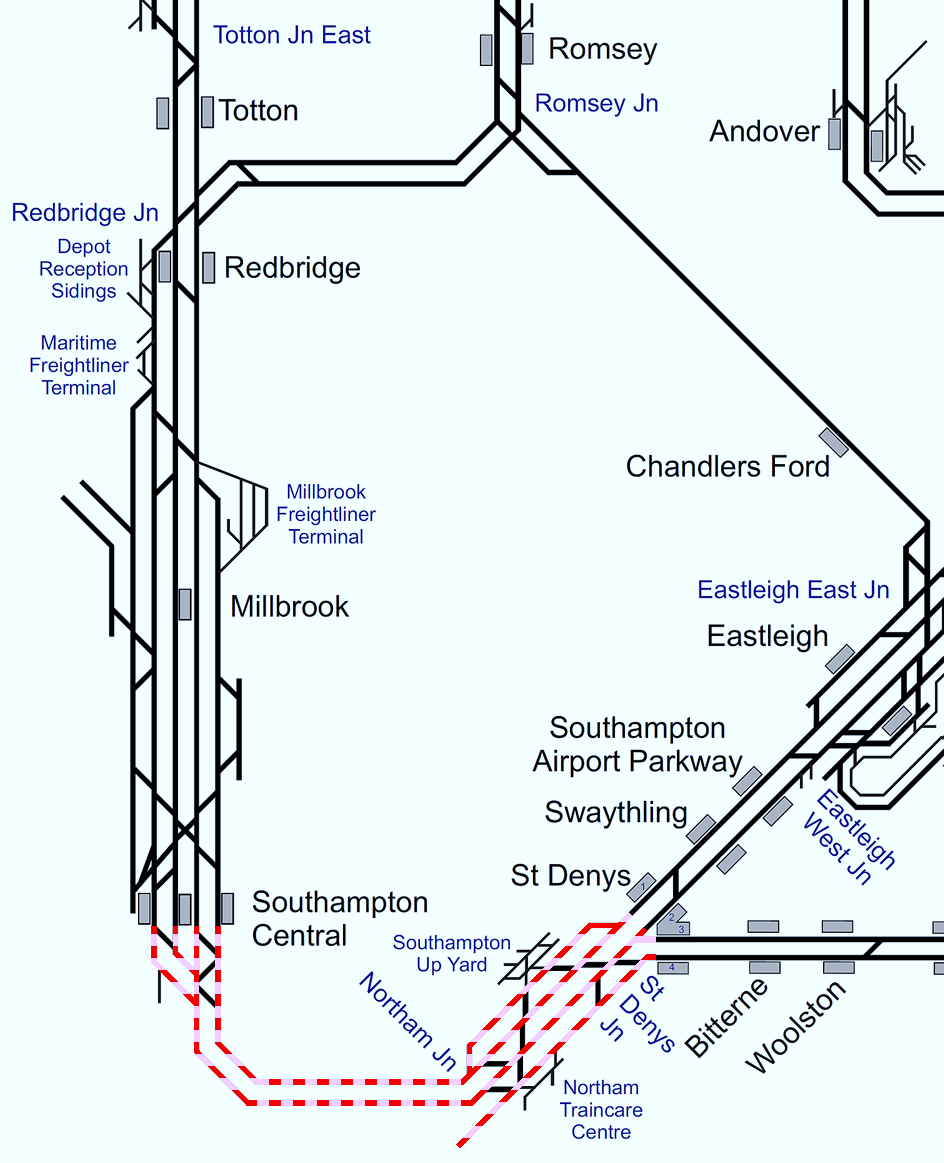 Totton Jn East
Romsey
Romsey Jn
Totton
Andover
Redbridge Jn
Depot
Reception
Sidings
Redbridge
Maritime
Freightliner
Terminal
Chandlers Ford
Millbrook
Freightliner
Terminal
Millbrook
Eastleigh East Jn
Eastleigh
Southampton
Airport Parkway
Swaythling
Eastleigh
West Jn
St Denys
1
2
3
4
Southampton
Central
Southampton
Up Yard
Northam Jn
St
Denys
Jn
Bitterne
Woolston
Northam
Traincare
Centre